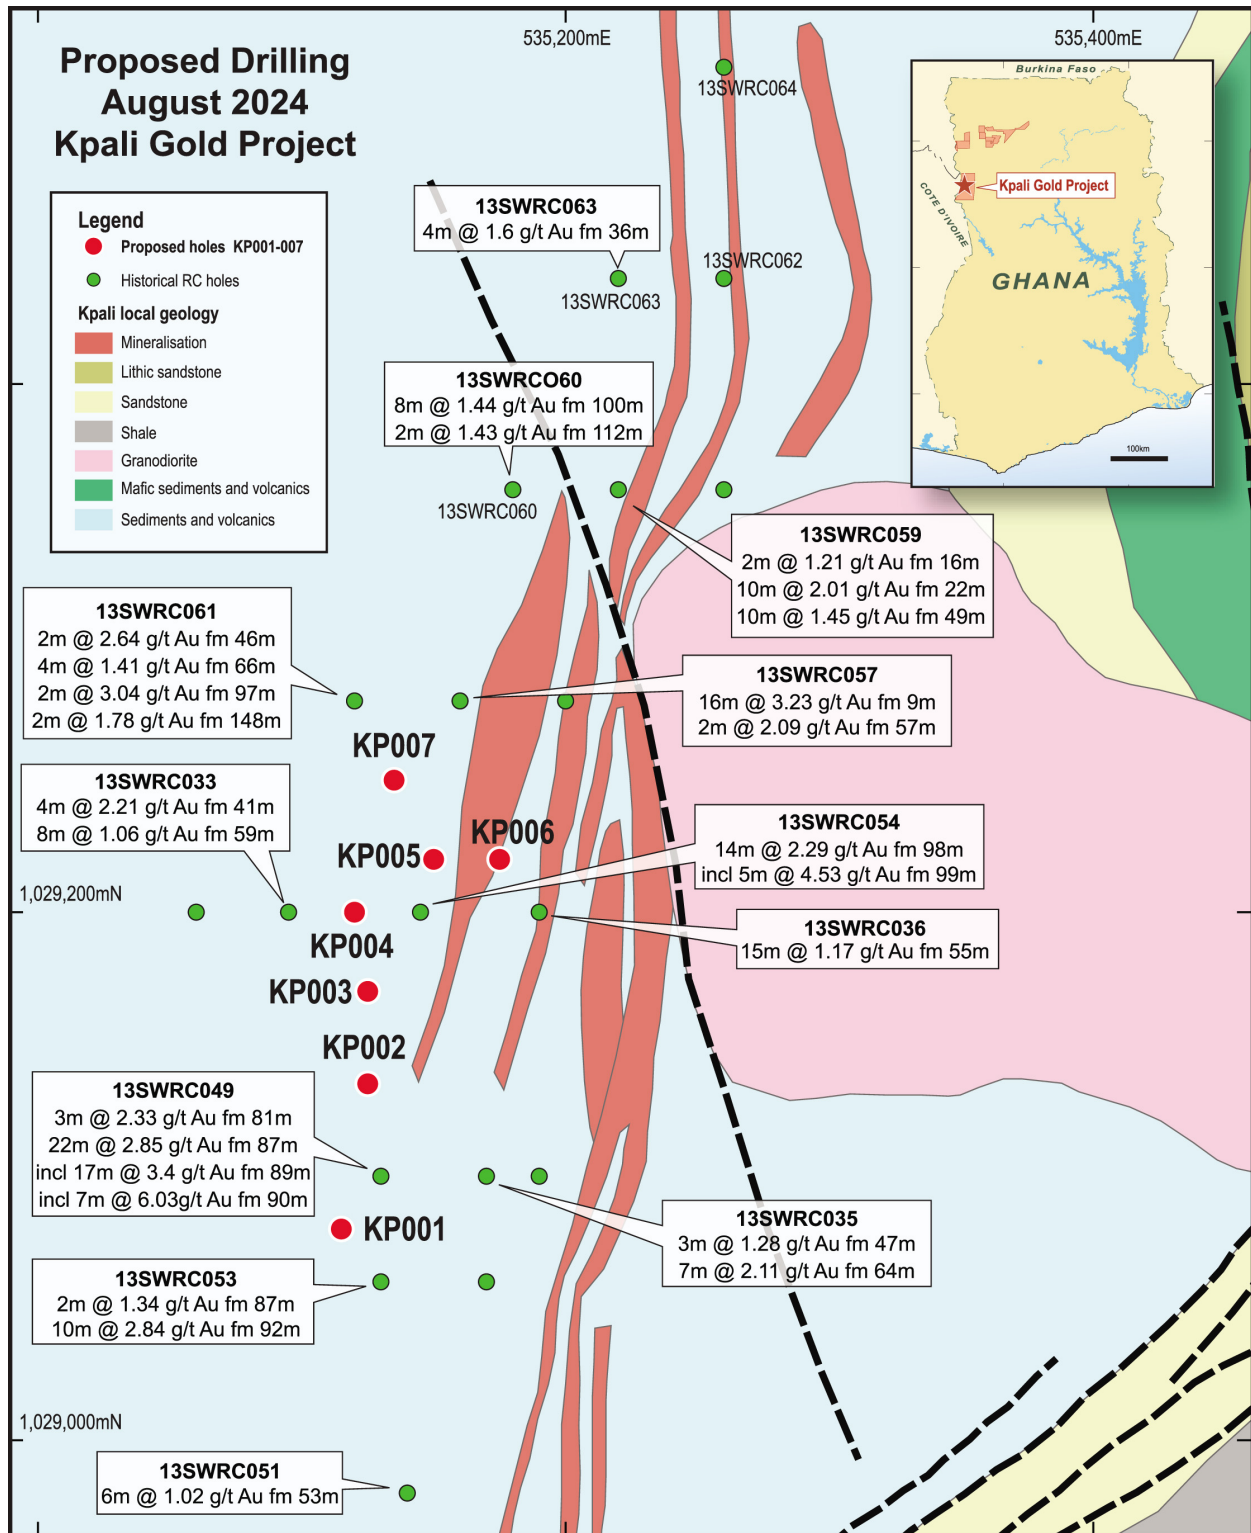 Proposed Drilling
August 2024
Kpali Gold Project
535,200mE
535,400mE
Legend
Proposed holes KP001-007
Historical RC holes
Kpali local geology
Mineralisation
Lithic sandstone
Sandstone
Shale
Granodiorite
Mafic sediments and volcanics
Sediments and volcanics
Burkina Faso
COTE D'IVOIRE
Kpali Gold Project
GHANA
100km
13SWRC064
13SWRC063
4m @ 1.6 g/t Au fm 36m
13SWRC062
13SWRC063
13SWRCO60
8m @ 1.44 g/t Au fm 100m
2m @ 1.43 g/t Au fm 112m
13SWRC060
13SWRC059
2m @ 1.21 g/t Au fm 16m
10m @ 2.01 g/t Au fm 22m
10m @ 1.45 g/t Au fm 49m
13SWRC061
2m @ 2.64 g/t Au fm 46m
4m @ 1.41 g/t Au fm 66m
2m @ 3.04 g/t Au fm 97m
2m @ 1.78 g/t Au fm 148m
13SWRC057
16m @ 3.23 g/t Au fm 9m
2m @ 2.09 g/t Au fm 57m
KP007
13SWRC033
4m @ 2.21 g/t Au fm 41m
8m @ 1.06 g/t Au fm 59m
KP005
KP006
13SWRC054
14m @ 2.29 g/t Au fm 98m
incl 5m @ 4.53 g/t Au fm 99m
1,029,200mN
KP004
13SWRC036
15m @ 1.17 g/t Au fm 55m
KP003
KP002
13SWRC049
3m @ 2.33 g/t Au fm 81m
22m @ 2.85 g/t Au fm 87m
incl 17m @ 3.4 g/t Au fm 89m
incl 7m @ 6.03g/t Au fm 90m
KP001
13SWRC035
3m @ 1.28 g/t Au fm 47m
7m @ 2.11 g/t Au fm 64m
13SWRC053
2m @ 1.34 g/t Au fm 87m
10m @ 2.84 g/t Au fm 92m
1,029,000mN
13SWRC051
6m @ 1.02 g/t Au fm 53m